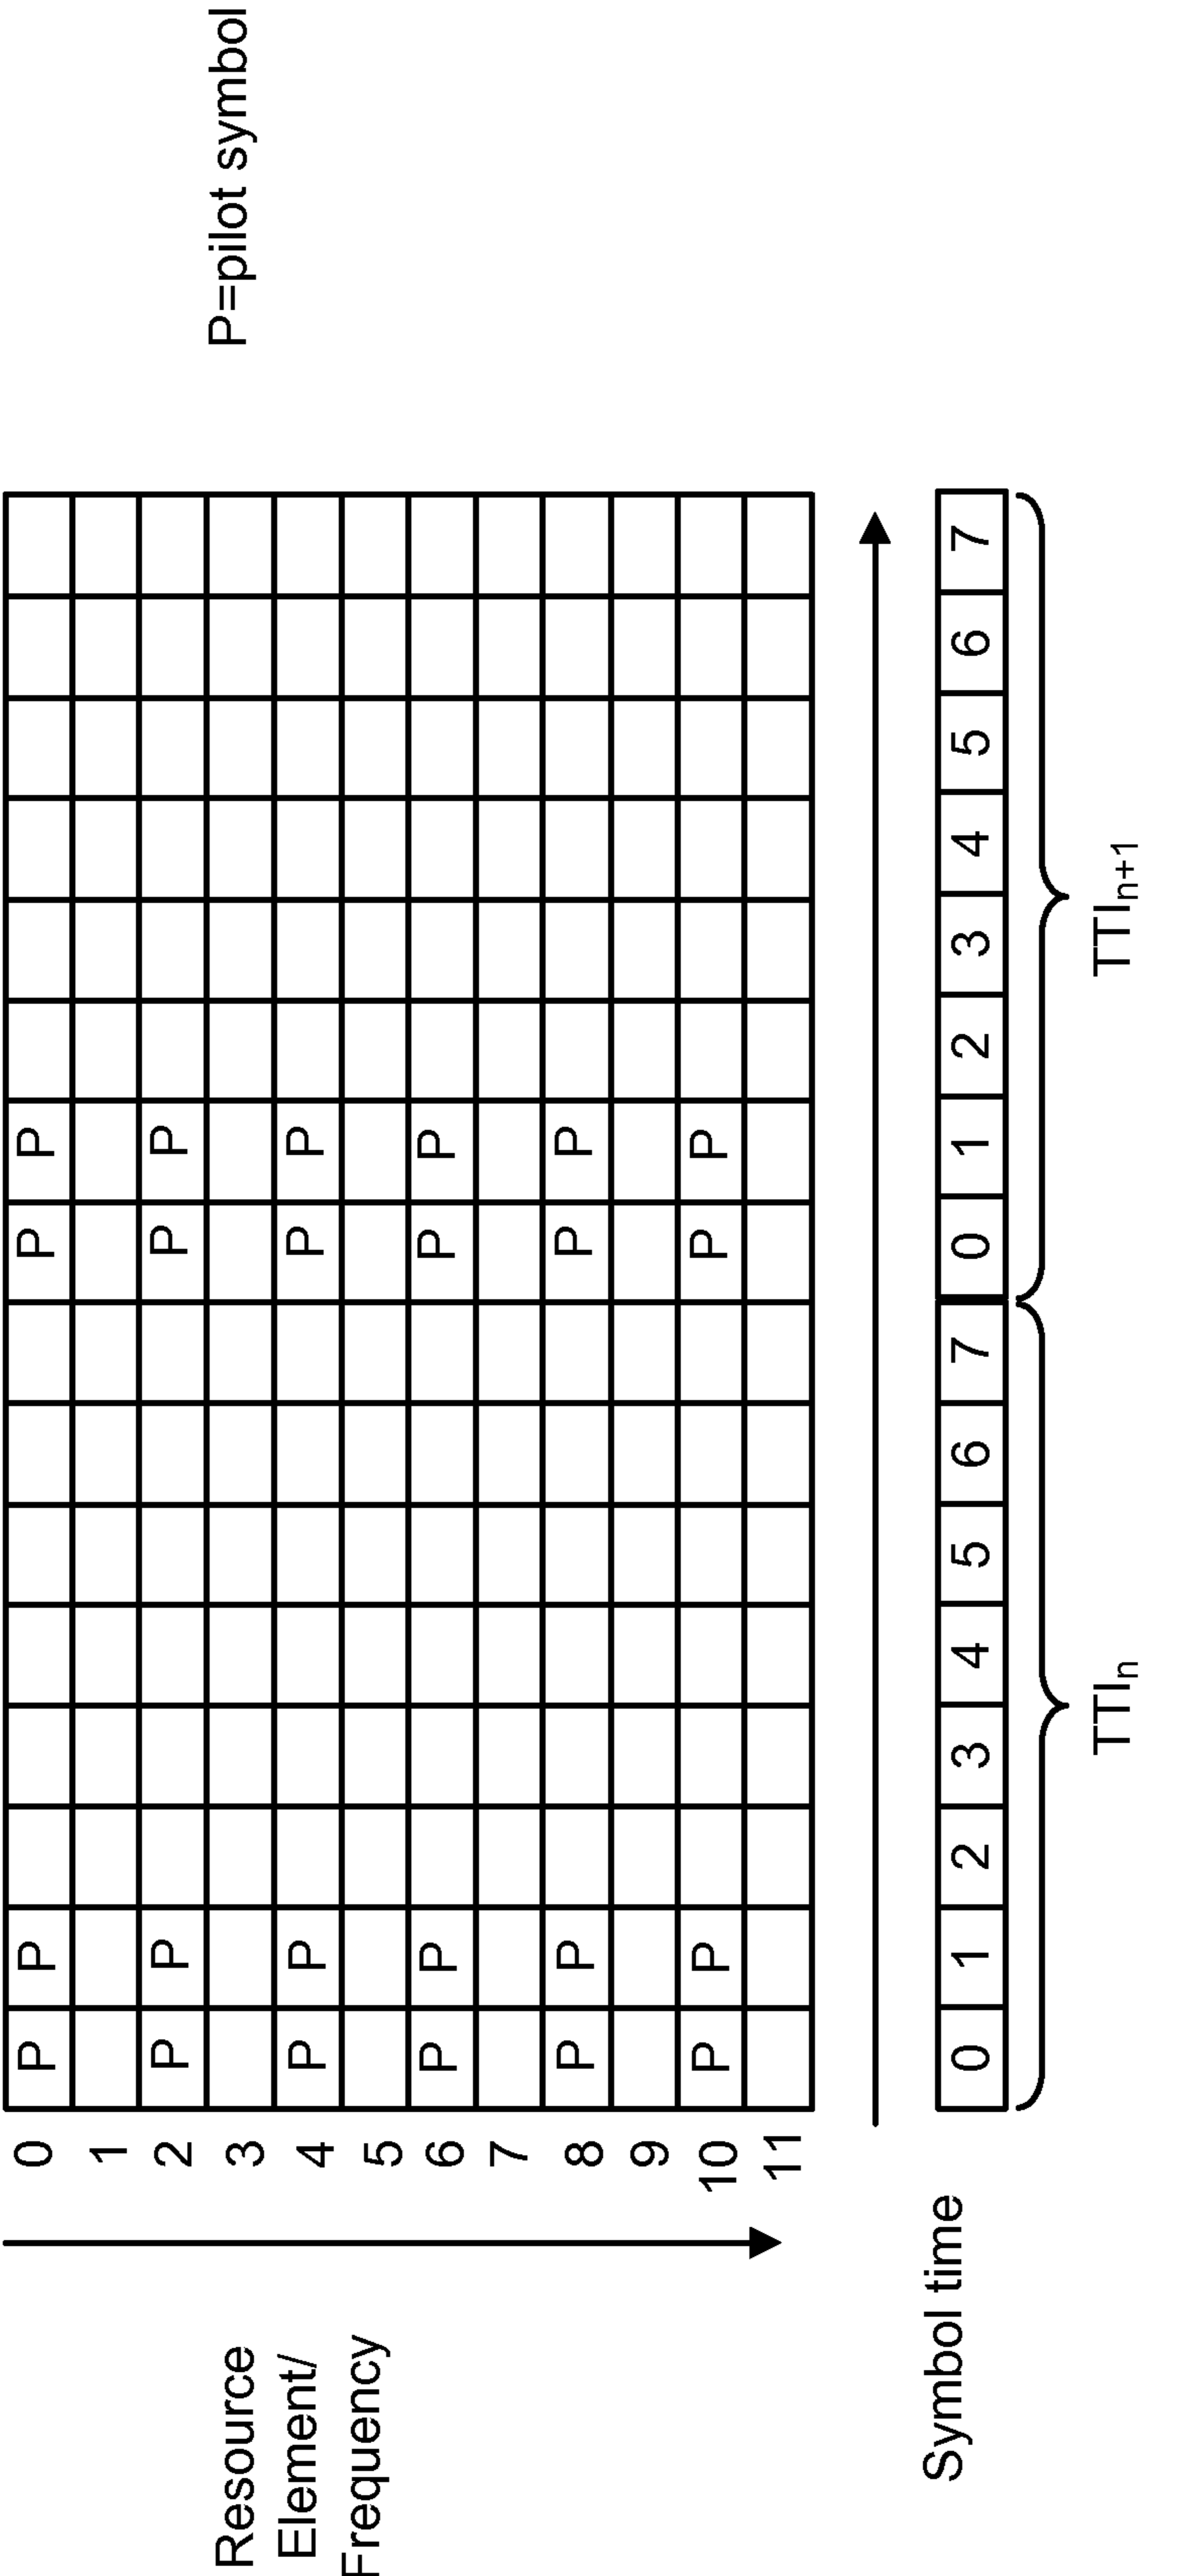 P=pilot symbol
Resource
Element/
Frequency
0 P P P P
1
2 P P P P
3
4 P P P P
5
6 P P P P
7
8 P P P P
9
10 P P P P
11
Symbol time
0 1 2 3 4 5 6 7 0 1 2 3 4 5 6 7
TTIn TTIn+1